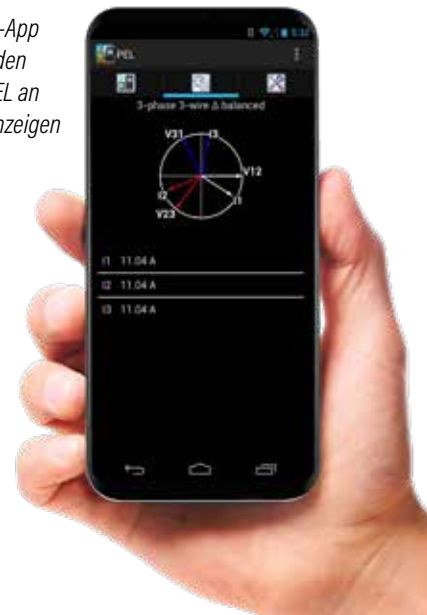 -App
den
EL an
nzeigen
PEL
3
3-phase 3-wire Δ balanced
V31
I3
V12
I2
I1
V23
I1 11.04 A
I2 11.04 A
I3 11.04 A